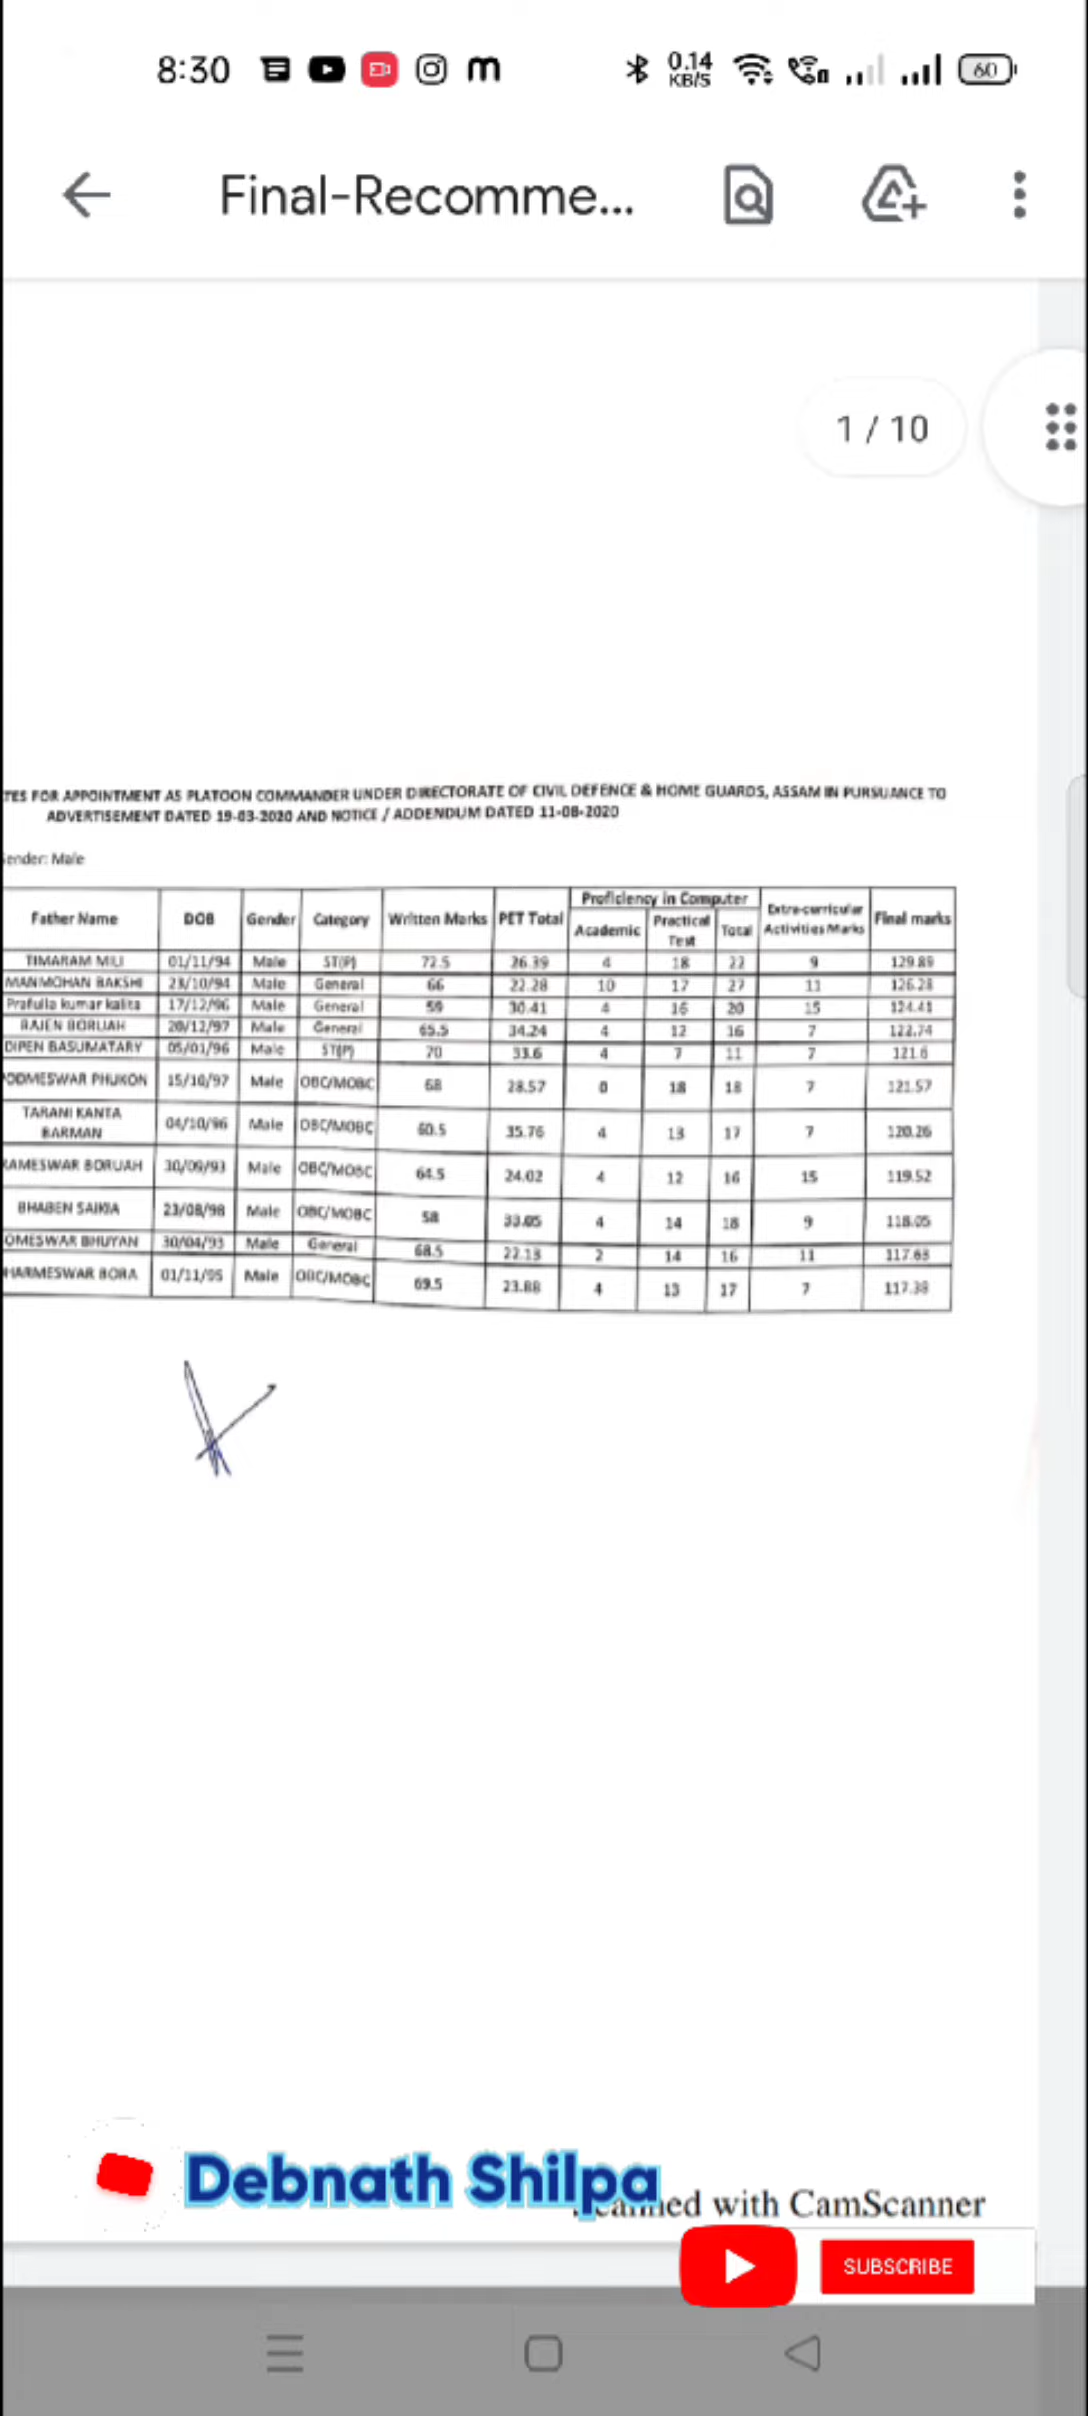 8:30 m 0.14 KB/S 60
Final-Recomme...
1 / 10
TES FOR APPOINTMENT AS PLATOON COMMANDER UNDER DIRECTORATE OF CIVIL DEFENCE & HOME GUARDS, ASSAM IN PURSUANCE TO
ADVERTISEMENT DATED 19-03-2020 AND NOTICE / ADDENDUM DATED 11-08-2020
ender: Male
Father Name DOB Gender Category Written Marks PET Total Proficiency in Computer Academic Practical Test Total Extra-curricular Activities Marks Final marks
TIMARAM MILI 01/11/94 Male ST(P) 72.5 26.39 4 18 22 9 129.89
MANMOHAN BAKSHI 23/10/94 Male General 66 22.28 10 17 27 11 126.28
Prafulla kumar kalita 17/12/96 Male General 59 30.41 4 16 20 15 124.41
RAJEN BORUAH 20/12/97 Male General 65.5 34.24 4 12 16 7 122.74
DIPEN BASUMATARY 05/01/96 Male ST(P) 70 33.6 4 7 11 7 121.6
ODMESWAR PHUKON 15/10/97 Male OBC/MOBC 68 28.57 0 18 18 7 121.57
TARANI KANTA BARMAN 04/10/96 Male OBC/MOBC 60.5 35.76 4 13 17 7 120.26
RAMESWAR BORUAH 30/09/93 Male OBC/MOBC 64.5 24.02 4 12 16 15 119.52
BHABEN SAIKIA 23/08/98 Male OBC/MOBC 58 33.05 4 14 18 9 118.05
OMESWAR BHUYAN 30/04/93 Male General 68.5 22.13 2 14 16 11 117.63
HARMESWAR BORA 01/11/95 Male OBC/MOBC 69.5 23.88 4 13 17 7 117.38
Debnath Shilpa
canned with CamScanner
SUBSCRIBE